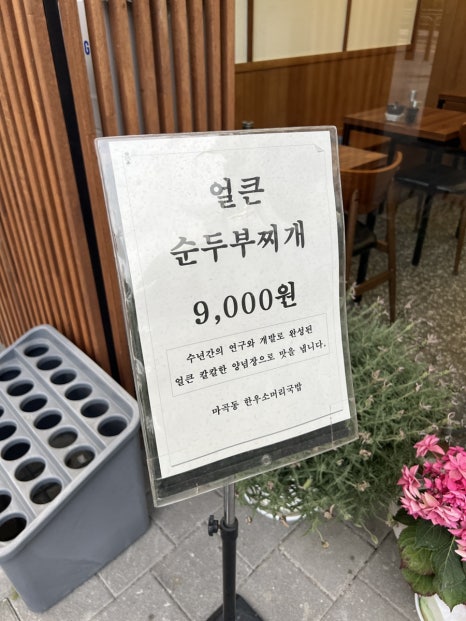 얼큰
순두부찌개
9,000원
수년간의 연구와 개발로 완성된
얼큰 칼칼한 양념장으로 맛을 냅니다.
마곡동 한우소머리국밥
G